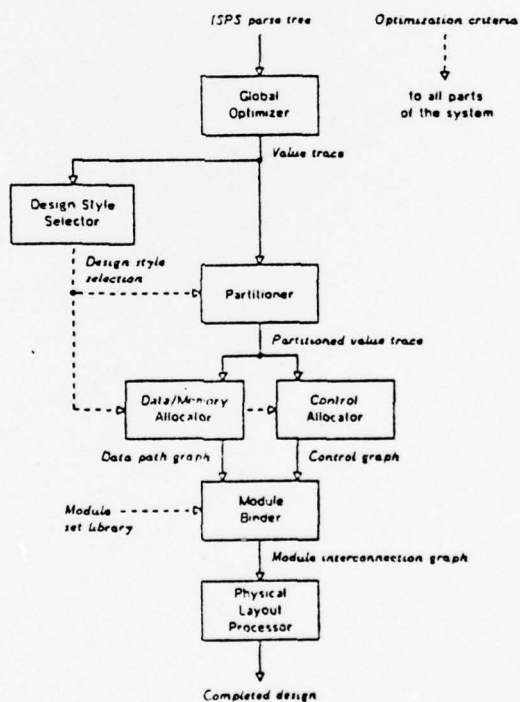 ISPS parse tree
Optimization criteria
Global
Optimizer
to all parts
of the system
Value trace
Design Style
Selector
Design style
selection
Partitioner
Partitioned value trace
Data/Memory
Allocator
Control
Allocator
Data path graph
Control graph
Module
set library
Module
Binder
Module interconnection graph
Physical
Layout
Processor
Completed design